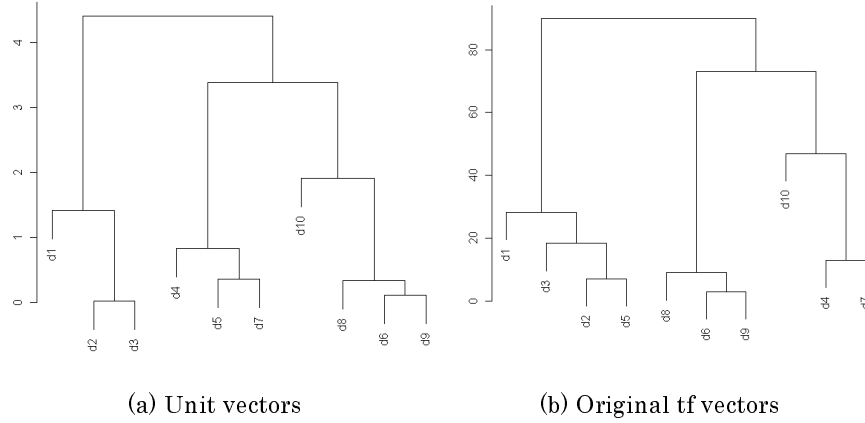 4
3
2
1
0
d1
d2
d3
d4
d5
d7
d10
d8
d6
d9
(a) Unit vectors
80
60
40
20
0
d1
d3
d2
d5
d8
d6
d9
d10
d4
d7
(b) Original tf vectors